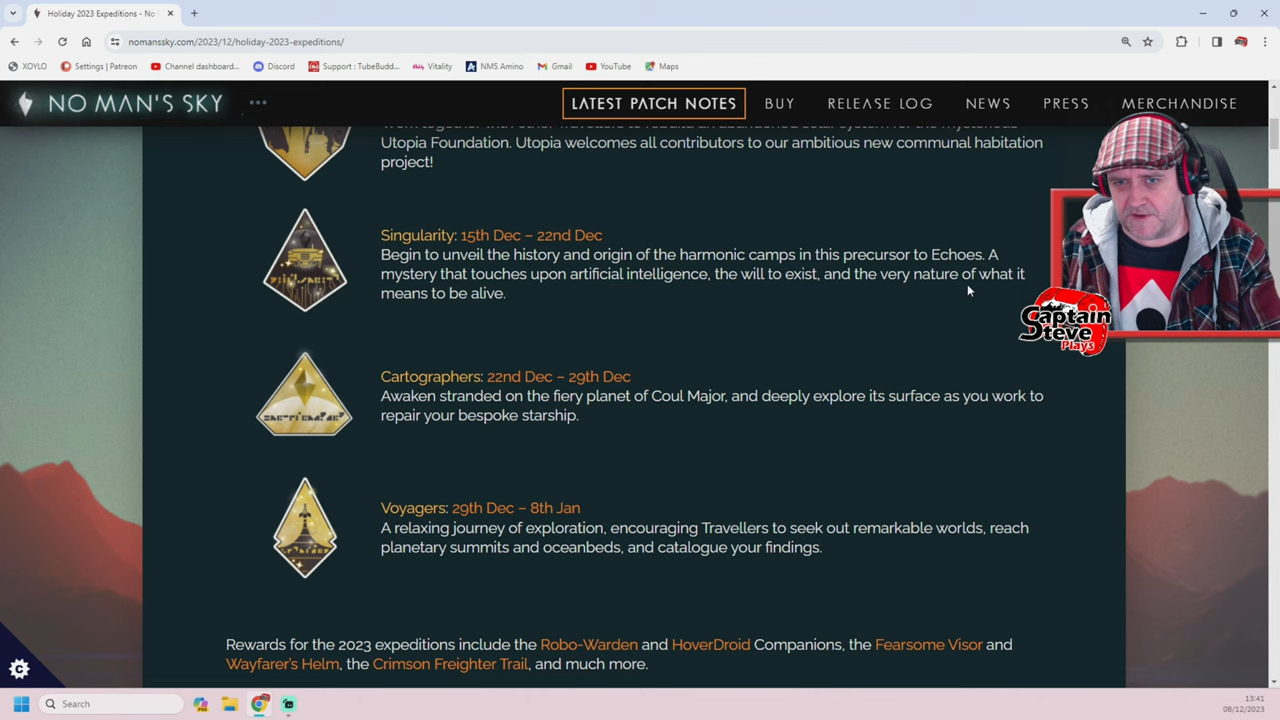 Holiday 2023 Expeditions - No
nomanssky.com/2023/12/holiday-2023-expeditions/
XOYLO
Settings | Patreon
Channel dashboard...
Discord
Support : TubeBudd...
Vitality
NMS Amino
Gmail
YouTube
Maps
NO MAN'S SKY
LATEST PATCH NOTES
BUY
RELEASE LOG
NEWS
PRESS
MERCHANDISE
Utopia Foundation. Utopia welcomes all contributors to our ambitious new communal habitation
project!
Singularity: 15th Dec – 22nd Dec
Begin to unveil the history and origin of the harmonic camps in this precursor to Echoes. A
mystery that touches upon artificial intelligence, the will to exist, and the very nature of what it
means to be alive.
Captain
Steve
Plays
Cartographers: 22nd Dec – 29th Dec
Awaken stranded on the fiery planet of Coul Major, and deeply explore its surface as you work to
repair your bespoke starship.
Voyagers: 29th Dec – 8th Jan
A relaxing journey of exploration, encouraging Travellers to seek out remarkable worlds, reach
planetary summits and oceanbeds, and catalogue your findings.
Rewards for the 2023 expeditions include the Robo-Warden and HoverDroid Companions, the Fearsome Visor and
Wayfarer's Helm, the Crimson Freighter Trail, and much more.
Search
13:41
08/12/2023